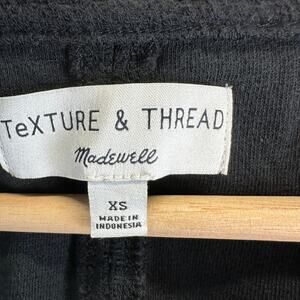 TeXTURE & THREAD
Madewell
XS
MADE IN
INDONESIA